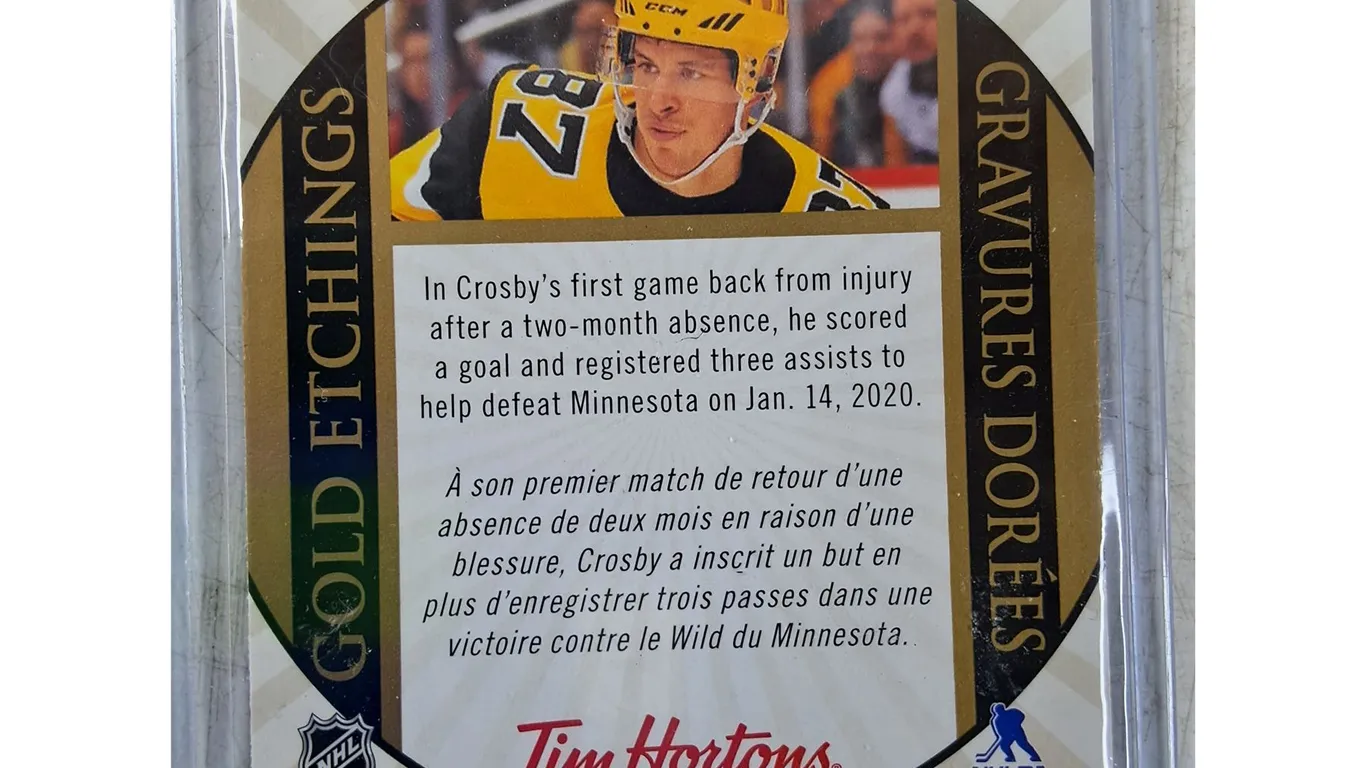 CCM
87
GOLD ETCHINGS
GRAVURES DORÉES
In Crosby's first game back from injury
after a two-month absence, he scored
a goal and registered three assists to
help defeat Minnesota on Jan. 14, 2020.
À son premier match de retour d'une
absence de deux mois en raison d'une
blessure, Crosby a inscrit un but en
plus d'enregistrer trois passes dans une
victoire contre le Wild du Minnesota.
Tim Hortons®
NHL